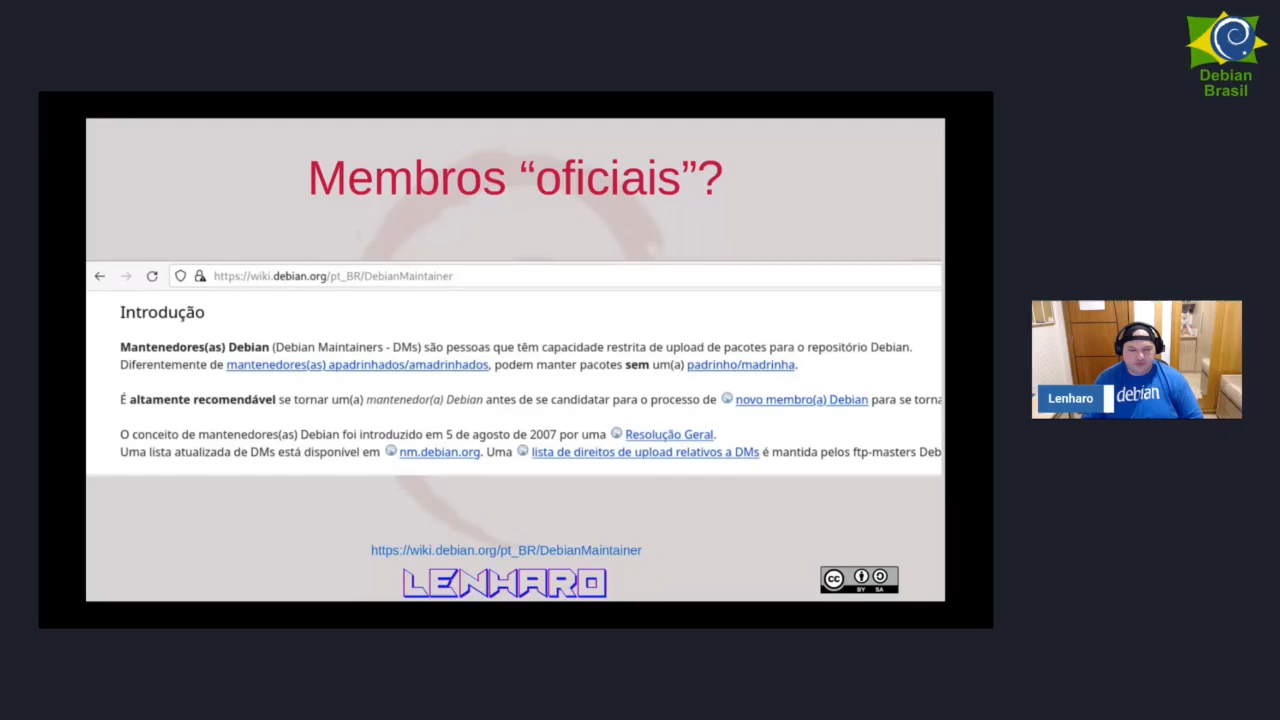 Debian
Brasil
Membros “oficiais”?
https://wiki.debian.org/pt_BR/DebianMaintainer
Introdução
Mantenedores(as) Debian (Debian Maintainers - DMs) são pessoas que têm capacidade restrita de upload de pacotes para o repositório Debian.
Diferentemente de mantenedores(as) apadrinhados/amadrinhados, podem manter pacotes sem um(a) padrinho/madrinha.
É altamente recomendável se tornar um(a) mantenedor(a) Debian antes de se candidatar para o processo de novo membro(a) Debian para se torna
O conceito de mantenedores(as) Debian foi introduzido em 5 de agosto de 2007 por uma Resolução Geral.
Uma lista atualizada de DMs está disponível em nm.debian.org. Uma lista de direitos de upload relativos a DMs é mantida pelos ftp-masters Deb
https://wiki.debian.org/pt_BR/DebianMaintainer
LENHARO
cc BY SA
Lenharo
debian